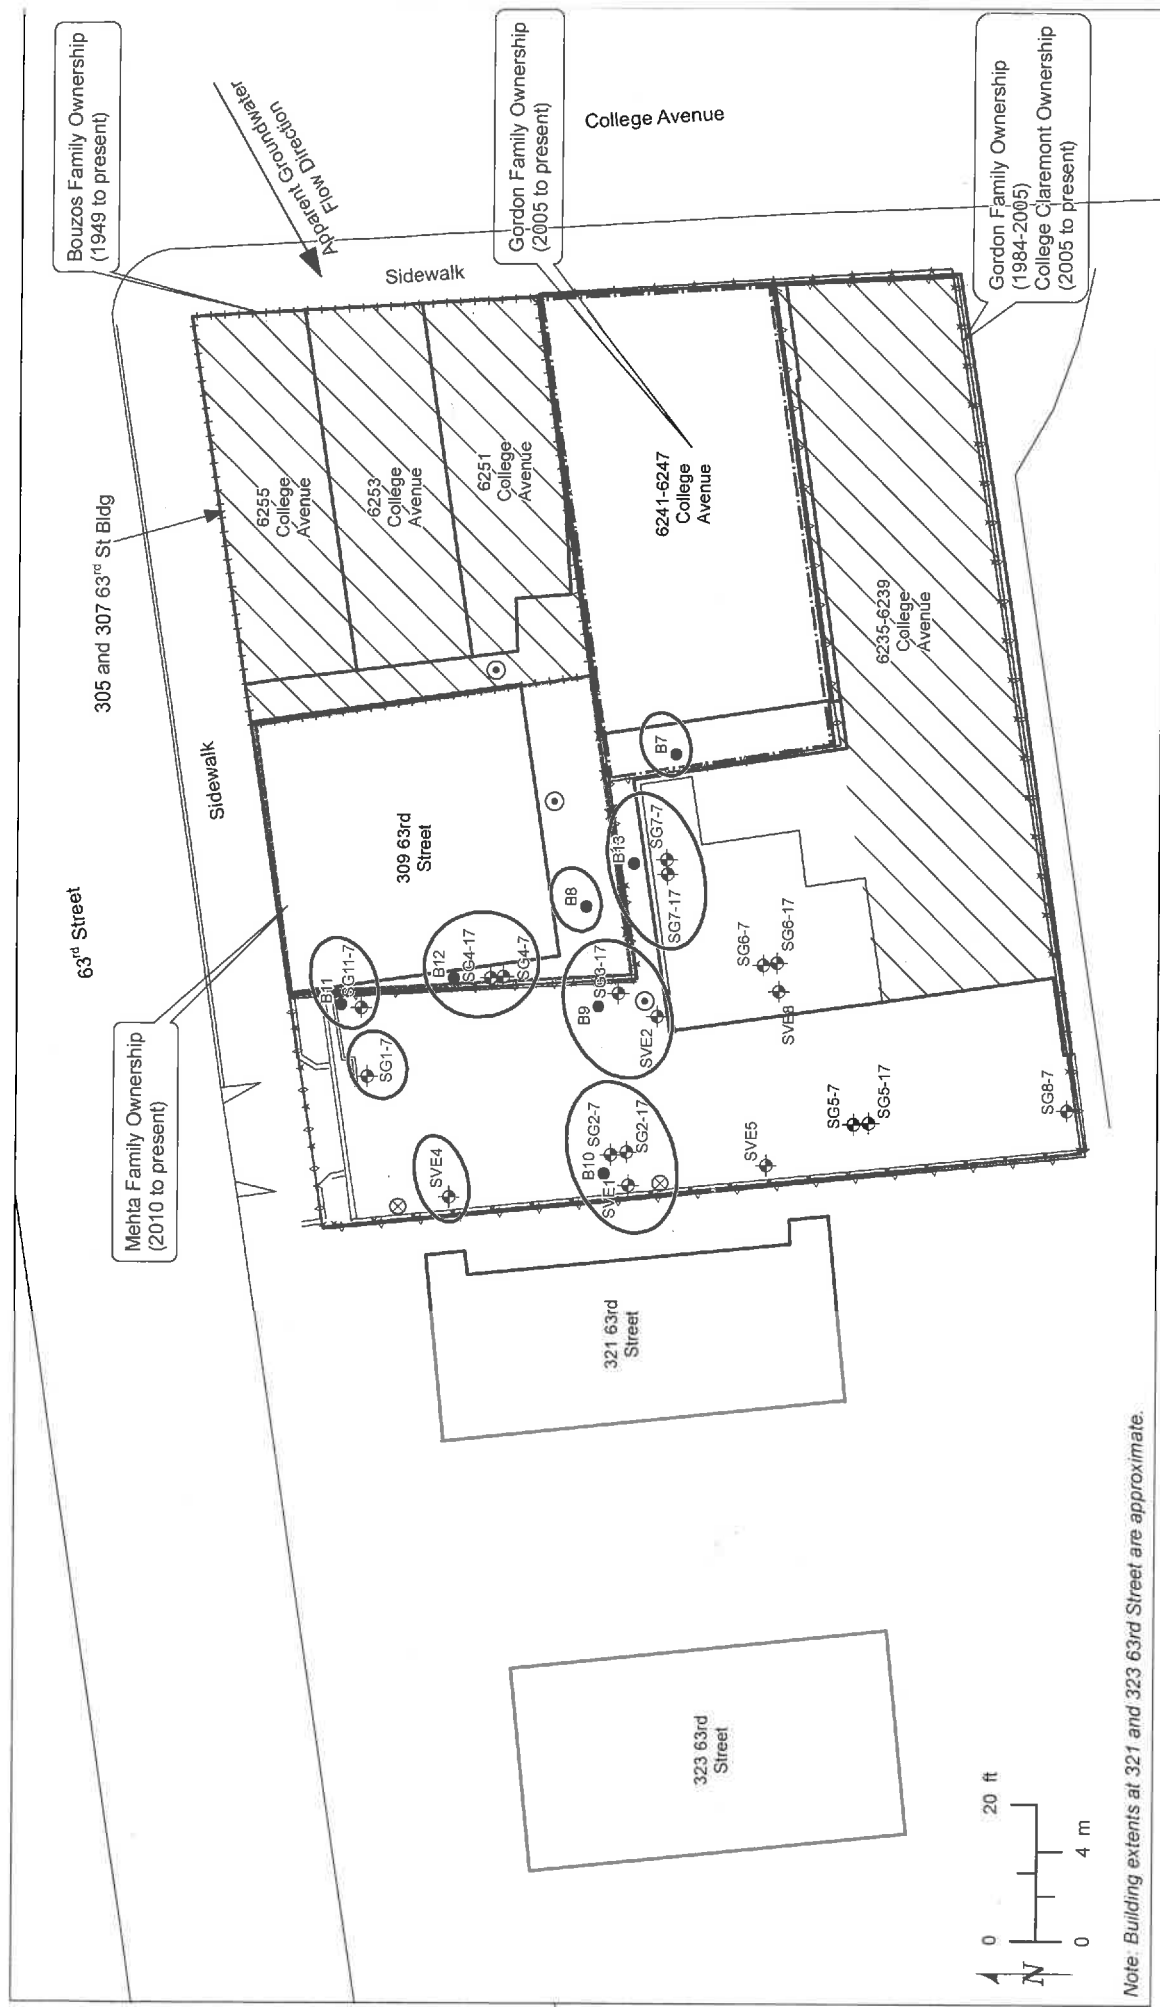 Bouzos Family Ownership
(1949 to present)
Apparent Groundwater
Flow Direction
Gordon Family Ownership
(2005 to present)
College Avenue
Gordon Family Ownership
(1984-2005)
College Claremont Ownership
(2005 to present)
Sidewalk
305 and 307 63rd St Bldg
6255
College
Avenue
6253
College
Avenue
6251
College
Avenue
6241-6247
College
Avenue
6235-6239
College
Avenue
Sidewalk
63rd Street
309 63rd
Street
Mehta Family Ownership
(2010 to present)
B7
B13
SG7-7
SG7-17
B8
B12
SG4-17
SG4-7
B11
SG11-7
SG1-7
B9
SG3-17
SVE2
SG6-7
SG6-17
SVE8
SVE4
B10
SG2-7
SG2-17
SVE1
SVE5
SG5-7
SG5-17
SG8-7
321 63rd
Street
323 63rd
Street
N
0
20 ft
0
4 m
Note: Building extents at 321 and 323 63rd Street are approximate.